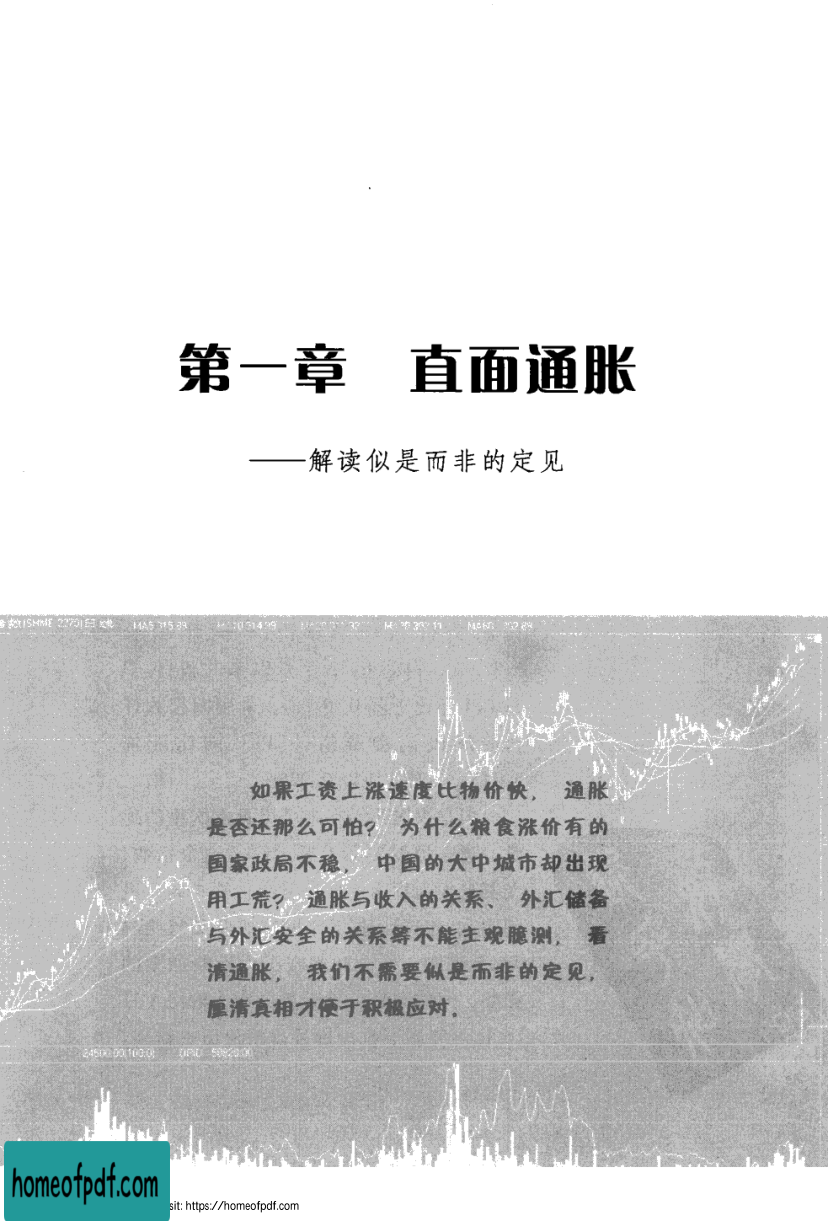 第一章 直面通胀
——解读似是而非的定见
MA5 315.93
如果工资上涨速度比物价快, 通胀
是否还那么可怕? 为什么粮食涨价有的
国家政局不稳, 中国的大中城市却出现
用工荒? 通胀与收入的关系、 外汇储备
与外汇安全的关系等不能主观臆测, 看
清通胀, 我们不需要似是而非的定见,
厘清真相才便于积极应对。
homeofpdf.com
sit: https://homeofpdf.com